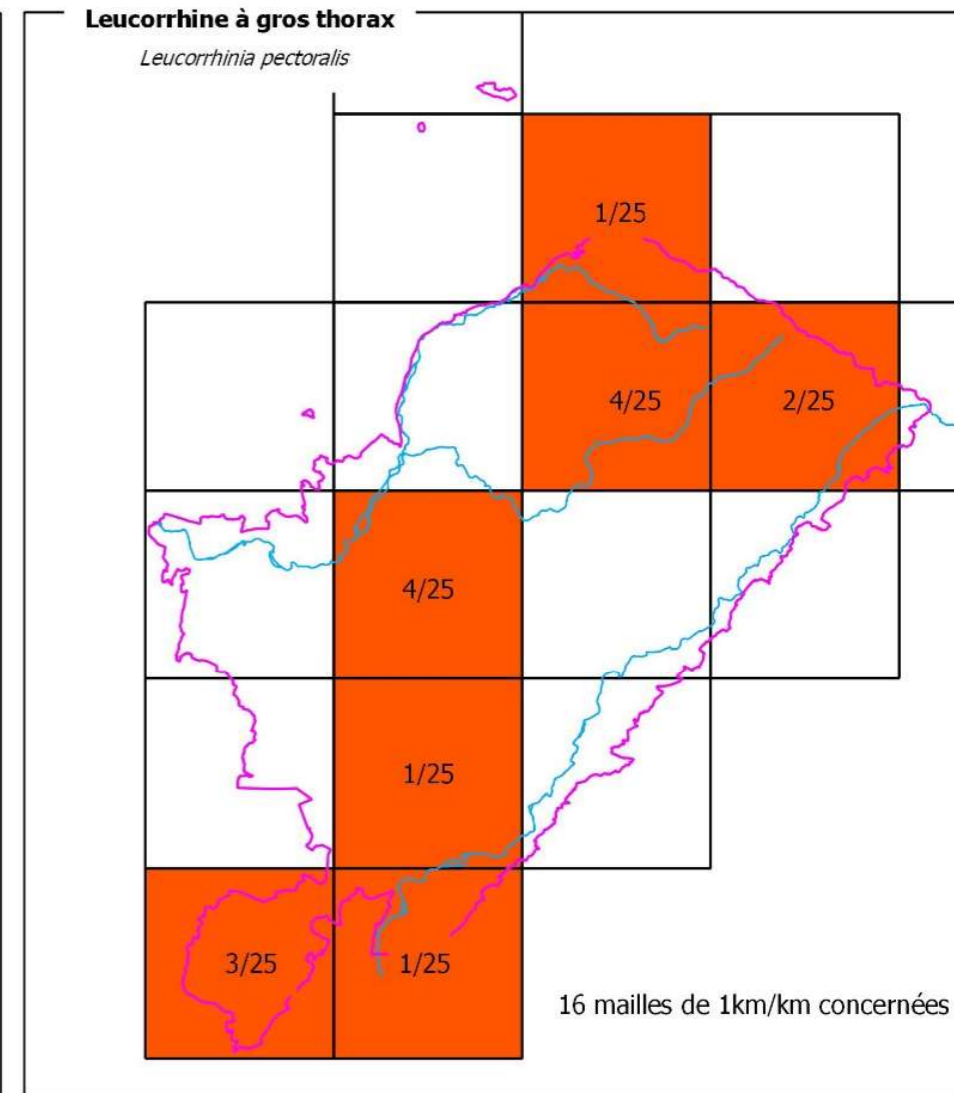 Leucorrhine à gros thorax
Leucorrhinia pectoralis
1/25
4/25
2/25
4/25
1/25
3/25
1/25
16 mailles de 1km/km concernées